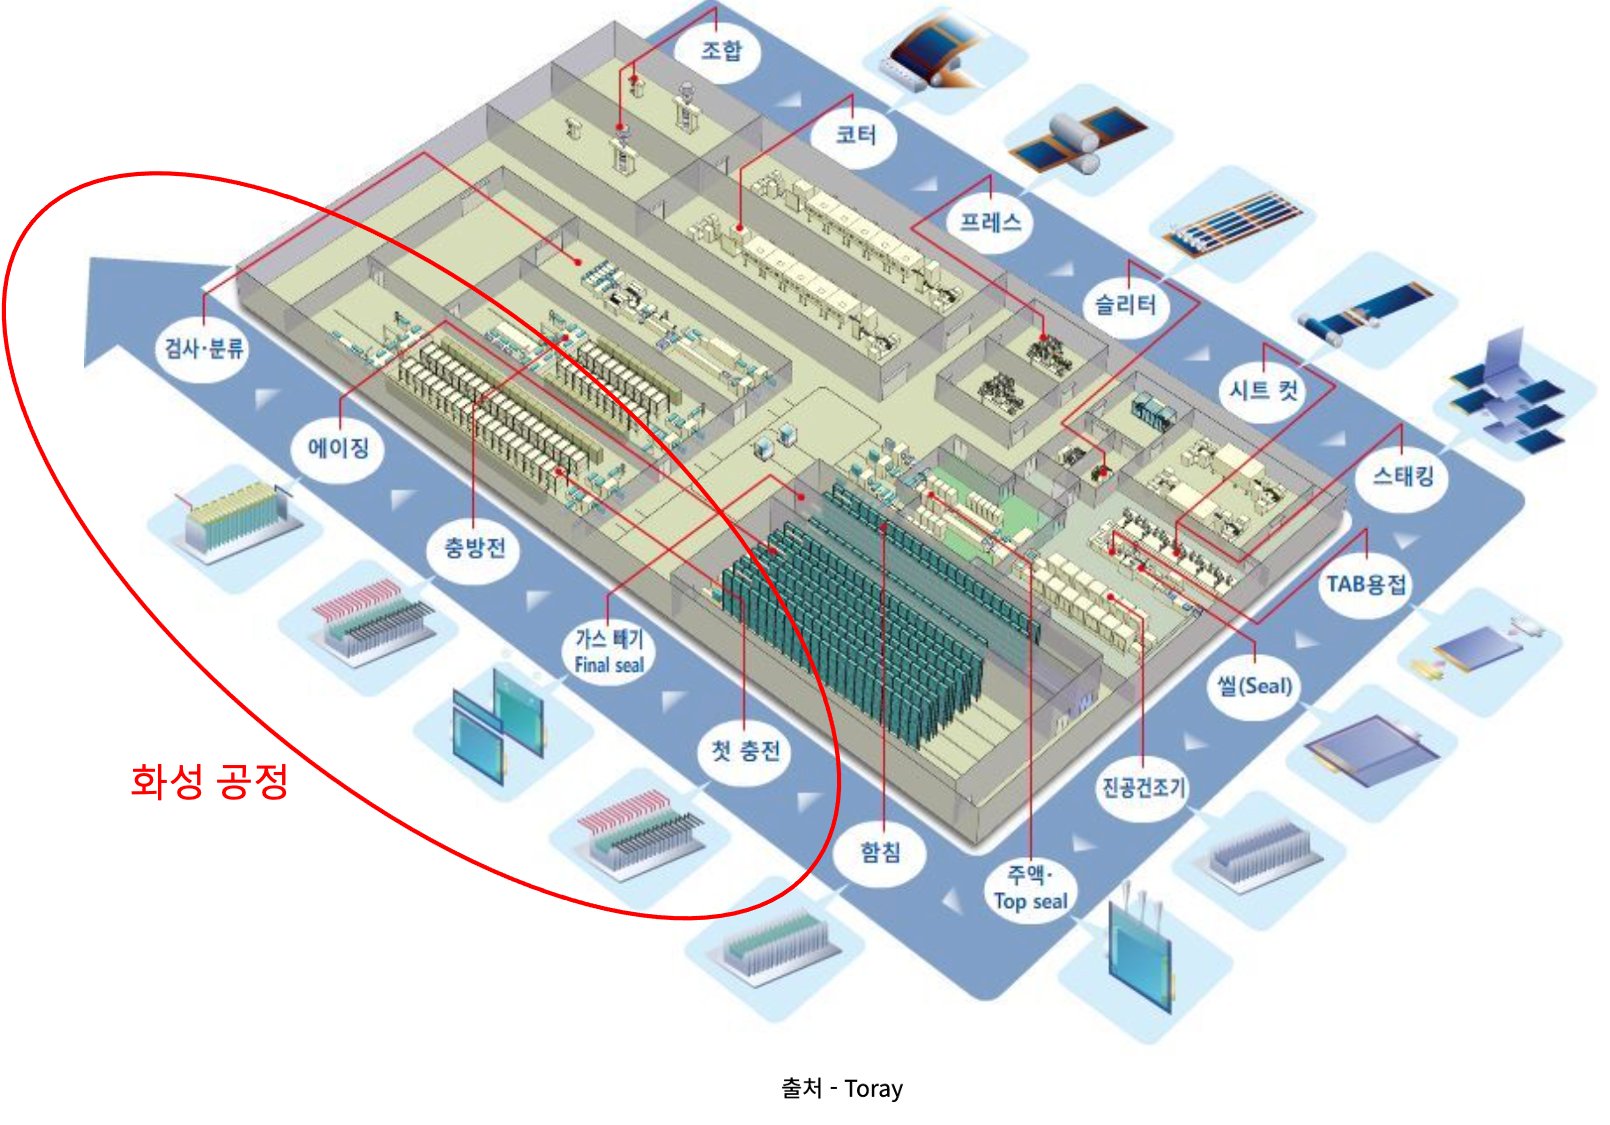 조합
코터
프레스
슬리터
시트 컷
스태킹
TAB용접
씰(Seal)
진공건조기
주액·
Top seal
함침
첫 충전
가스 빼기
Final seal
충방전
에이징
검사·분류
화성 공정
출처 - Toray